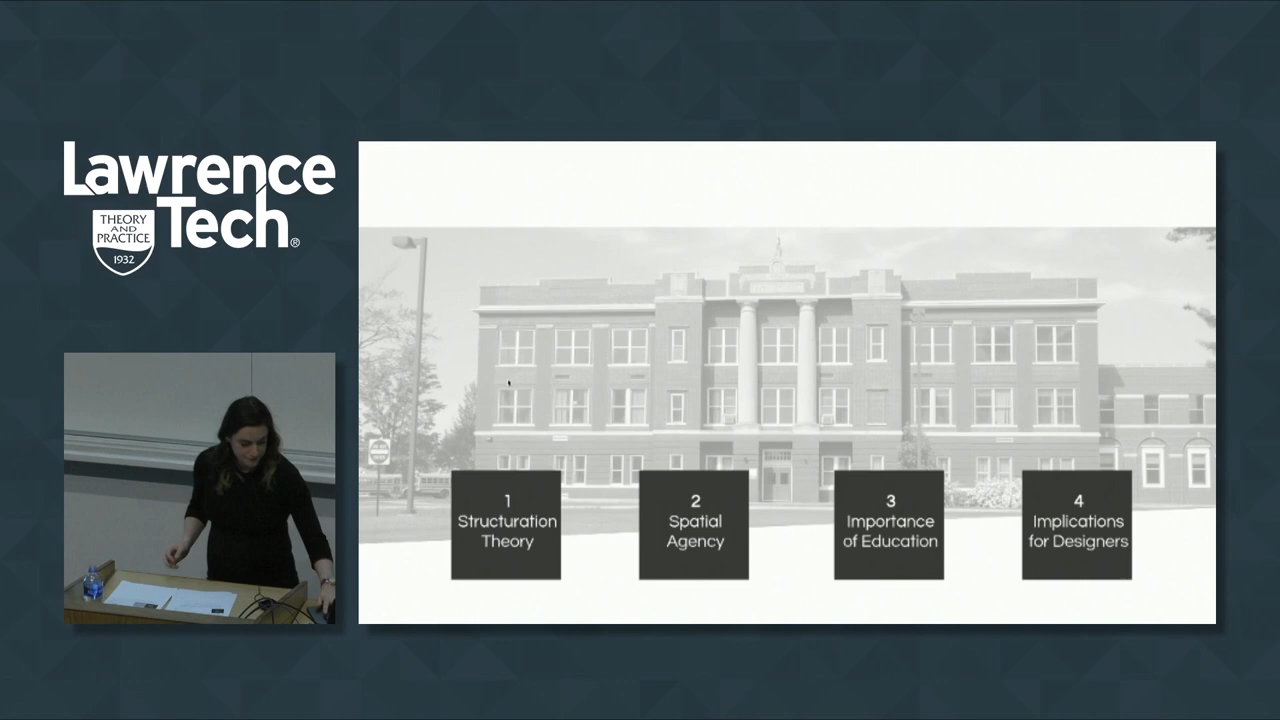 Lawrence
Tech®
THEORY
AND
PRACTICE
1932
1
Structuration
Theory
2
Spatial
Agency
3
Importance
of Education
4
Implications
for Designers